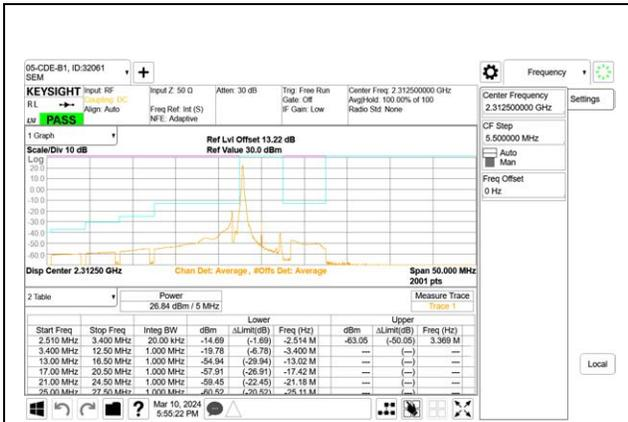 05-CDE-B1, ID:32061
SEM
Frequency
KEYSIGHT Input: RF Input Z: 50 Ω Atten: 30 dB Trig: Free Run Center Freq: 2.312500000 GHz
RL Coupling: DC Gate: Off Avg|Hold: 100.00% of 100
Align: Auto Freq Ref: Int (S) IF Gain: Low Radio Std: None
PASS NFE: Adaptive
Center Frequency
2.312500000 GHz
Settings
CF Step
5.500000 MHz
Auto
Man
Freq Offset
0 Hz
1 Graph
Ref Lvl Offset 13.22 dB
Scale/Div 10 dB Ref Value 30.0 dBm
Log
20.0
10.0
0.00
-10.0
-20.0
-30.0
-40.0
-50.0
-60.0
Disp Center 2.31250 GHz Chan Det: Average , #Offs Det: Average Span 50.000 MHz
2001 pts
2 Table Power Measure Trace
26.84 dBm / 5 MHz Trace 1
Lower Upper
Start Freq Stop Freq Integ BW dBm ΔLimit(dB) Freq (Hz) dBm ΔLimit(dB) Freq (Hz)
2.510 MHz 3.400 MHz 20.00 kHz -14.69 (-1.69) -2.514 M -63.05 (-50.05) 3.369 M
3.400 MHz 12.50 MHz 1.000 MHz -19.78 (-6.78) -3.400 M --- (---) ---
13.00 MHz 16.50 MHz 1.000 MHz -54.94 (-29.94) -13.02 M --- (---) ---
17.00 MHz 20.50 MHz 1.000 MHz -57.91 (-26.91) -17.42 M --- (---) ---
21.00 MHz 24.50 MHz 1.000 MHz -59.45 (-22.45) -21.18 M --- (---) ---
25.00 MHz 27.50 MHz 1.000 MHz -60.52 (-20.52) -25.11 M --- (---) ---
Local
Mar 10, 2024
5:55:22 PM